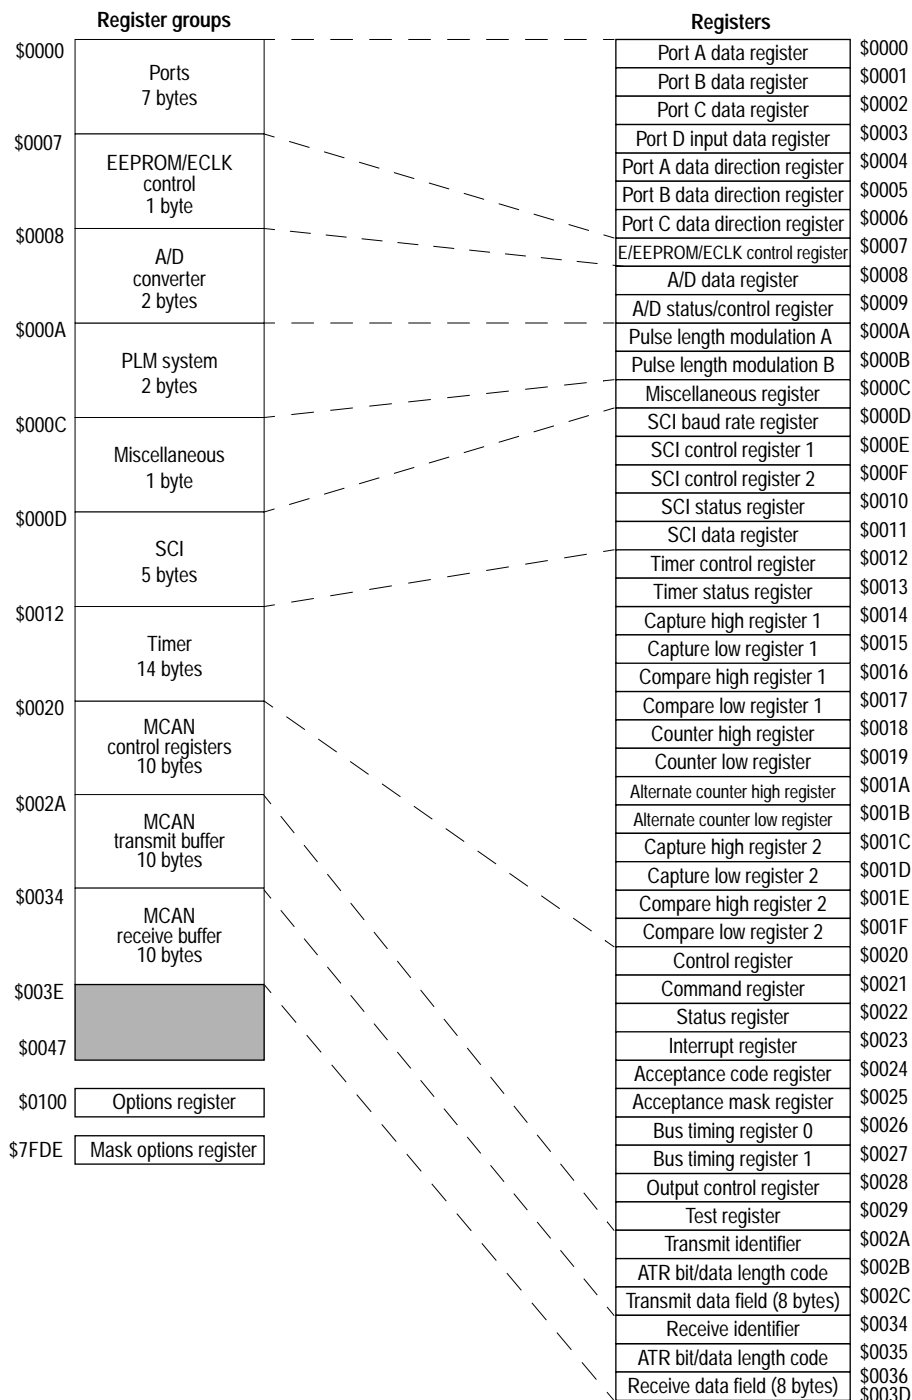 Register groups
$0000
Ports
7 bytes
$0007
EEPROM/ECLK
control
1 byte
$0008
A/D
converter
2 bytes
$000A
PLM system
2 bytes
$000C
Miscellaneous
1 byte
$000D
SCI
5 bytes
$0012
Timer
14 bytes
$0020
MCAN
control registers
10 bytes
$002A
MCAN
transmit buffer
10 bytes
$0034
MCAN
receive buffer
10 bytes
$003E
$0047
$0100 Options register
$7FDE Mask options register
Registers
Port A data register $0000
Port B data register $0001
Port C data register $0002
Port D input data register $0003
Port A data direction register $0004
Port B data direction register $0005
Port C data direction register $0006
E/EEPROM/ECLK control register $0007
A/D data register $0008
A/D status/control register $0009
Pulse length modulation A $000A
Pulse length modulation B $000B
Miscellaneous register $000C
SCI baud rate register $000D
SCI control register 1 $000E
SCI control register 2 $000F
SCI status register $0010
SCI data register $0011
Timer control register $0012
Timer status register $0013
Capture high register 1 $0014
Capture low register 1 $0015
Compare high register 1 $0016
Compare low register 1 $0017
Counter high register $0018
Counter low register $0019
Alternate counter high register $001A
Alternate counter low register $001B
Capture high register 2 $001C
Capture low register 2 $001D
Compare high register 2 $001E
Compare low register 2 $001F
Control register $0020
Command register $0021
Status register $0022
Interrupt register $0023
Acceptance code register $0024
Acceptance mask register $0025
Bus timing register 0 $0026
Bus timing register 1 $0027
Output control register $0028
Test register $0029
Transmit identifier $002A
ATR bit/data length code $002B
Transmit data field (8 bytes) $002C
Receive identifier $0034
ATR bit/data length code $0035
Receive data field (8 bytes) $0036
$003D